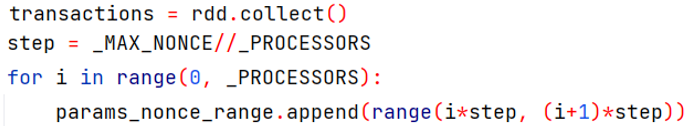 transactions = rdd.collect()
step = _MAX_NONCE//_PROCESSORS
for i in range(0, _PROCESSORS):
    params_nonce_range.append(range(i*step, (i+1)*step))